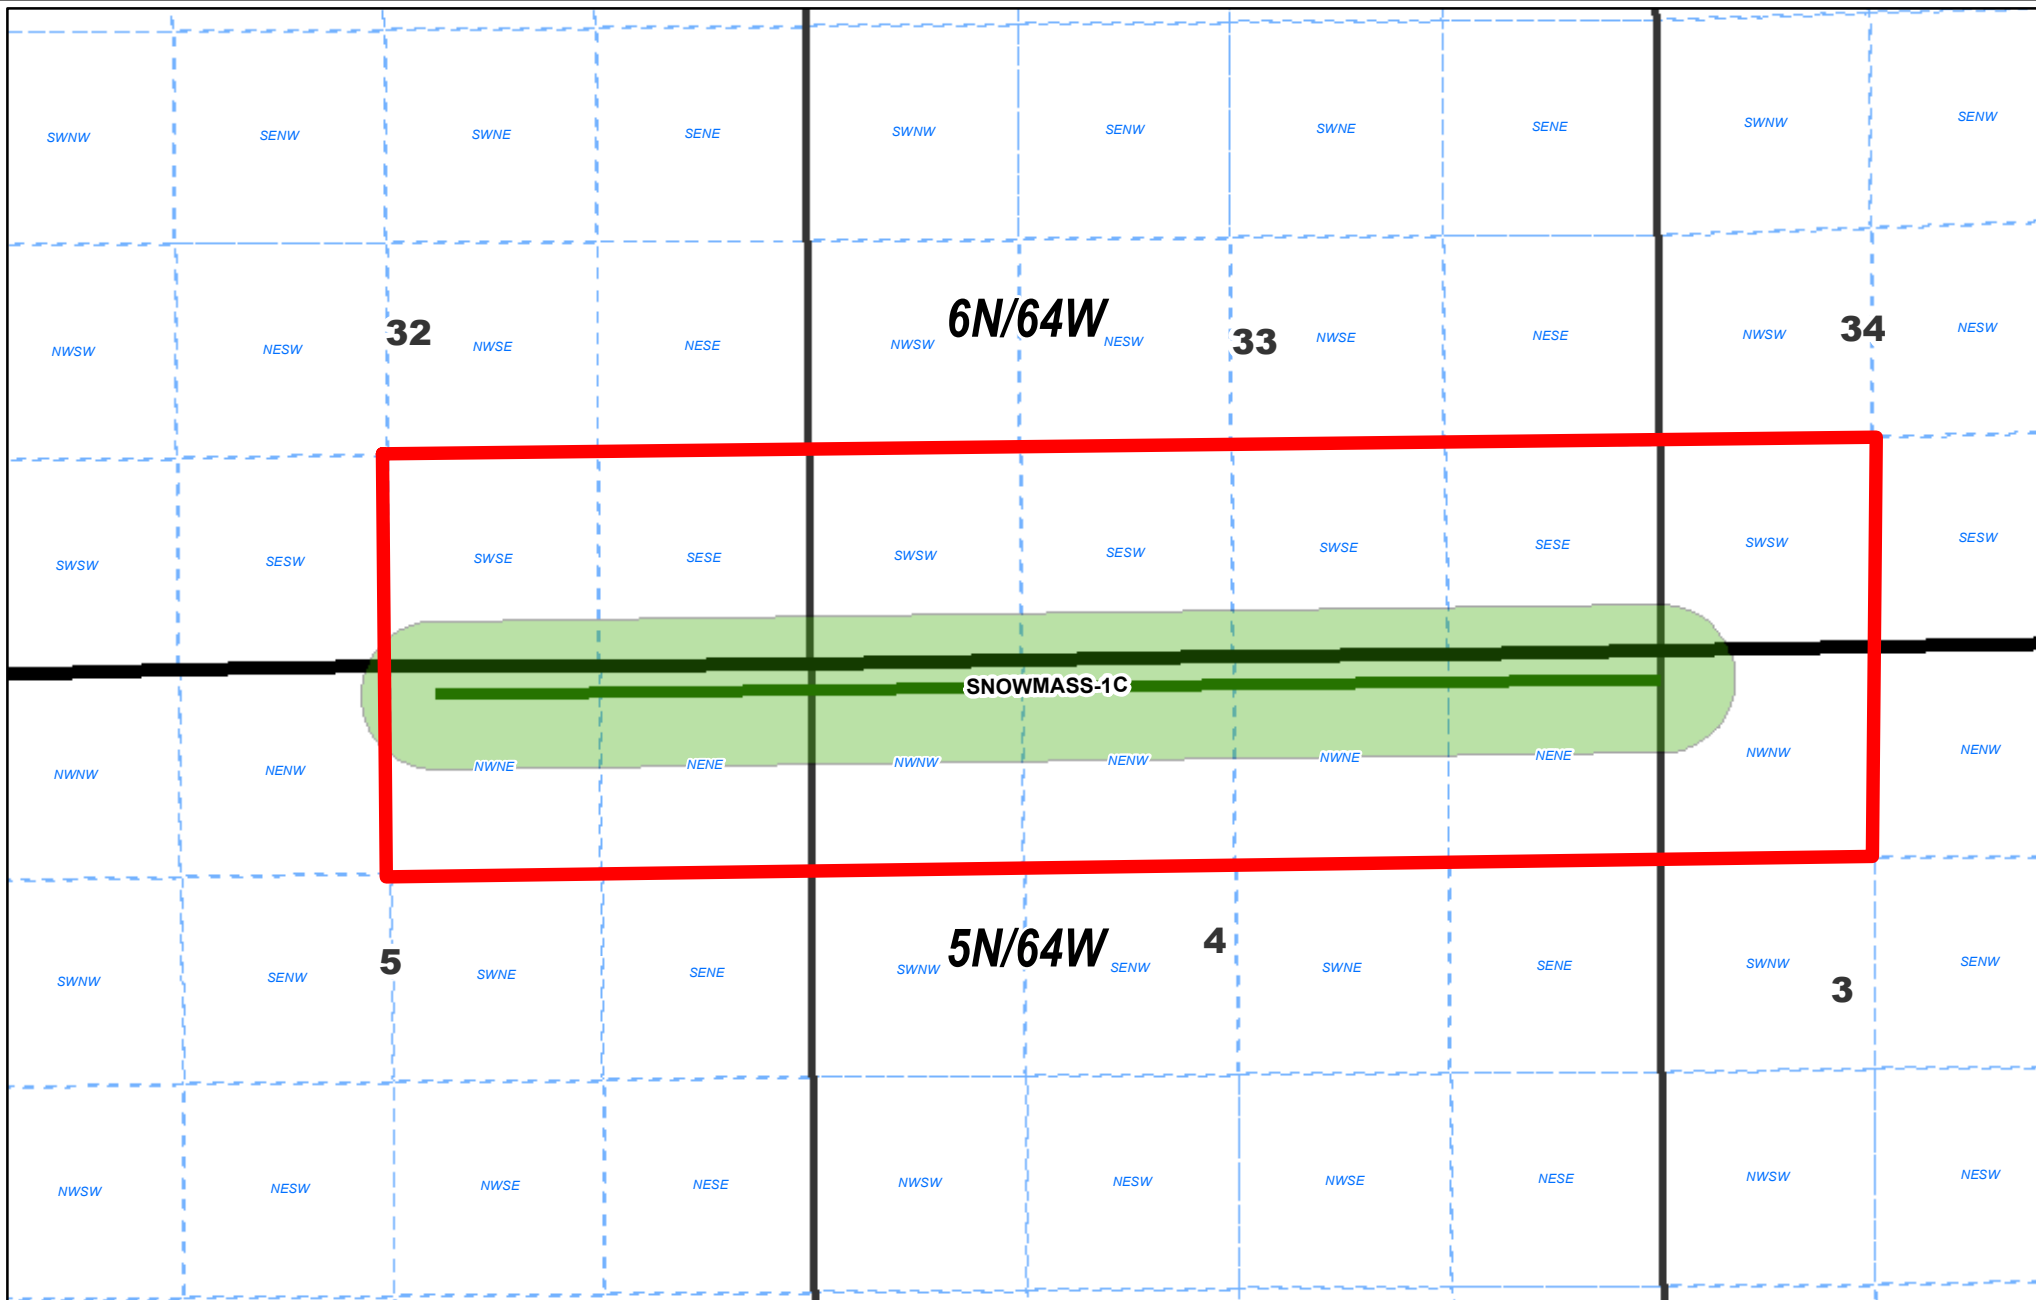 SWNW SENW SWNE SENE SWNW SENW SWNE SENE SWNW SENW
6N/64W
32 33 34
NWSW NESW NWSE NESE NWSW NESW NWSE NESE NWSW NESW
SWSW SESW SWSE SESE SWSW SESW SWSE SESE SWSW SESW
SNOWMASS-1C
NWNW NENW NWNE NENE NWNW NENW NWNE NENE NWNW NENW
5N/64W
5 4 3
SWNW SENW SWNE SENE SWNW SENW SWNE SENE SWNW SENW
NWSW NESW NWSE NESE NWSW NESW NWSE NESE NWSW NESW